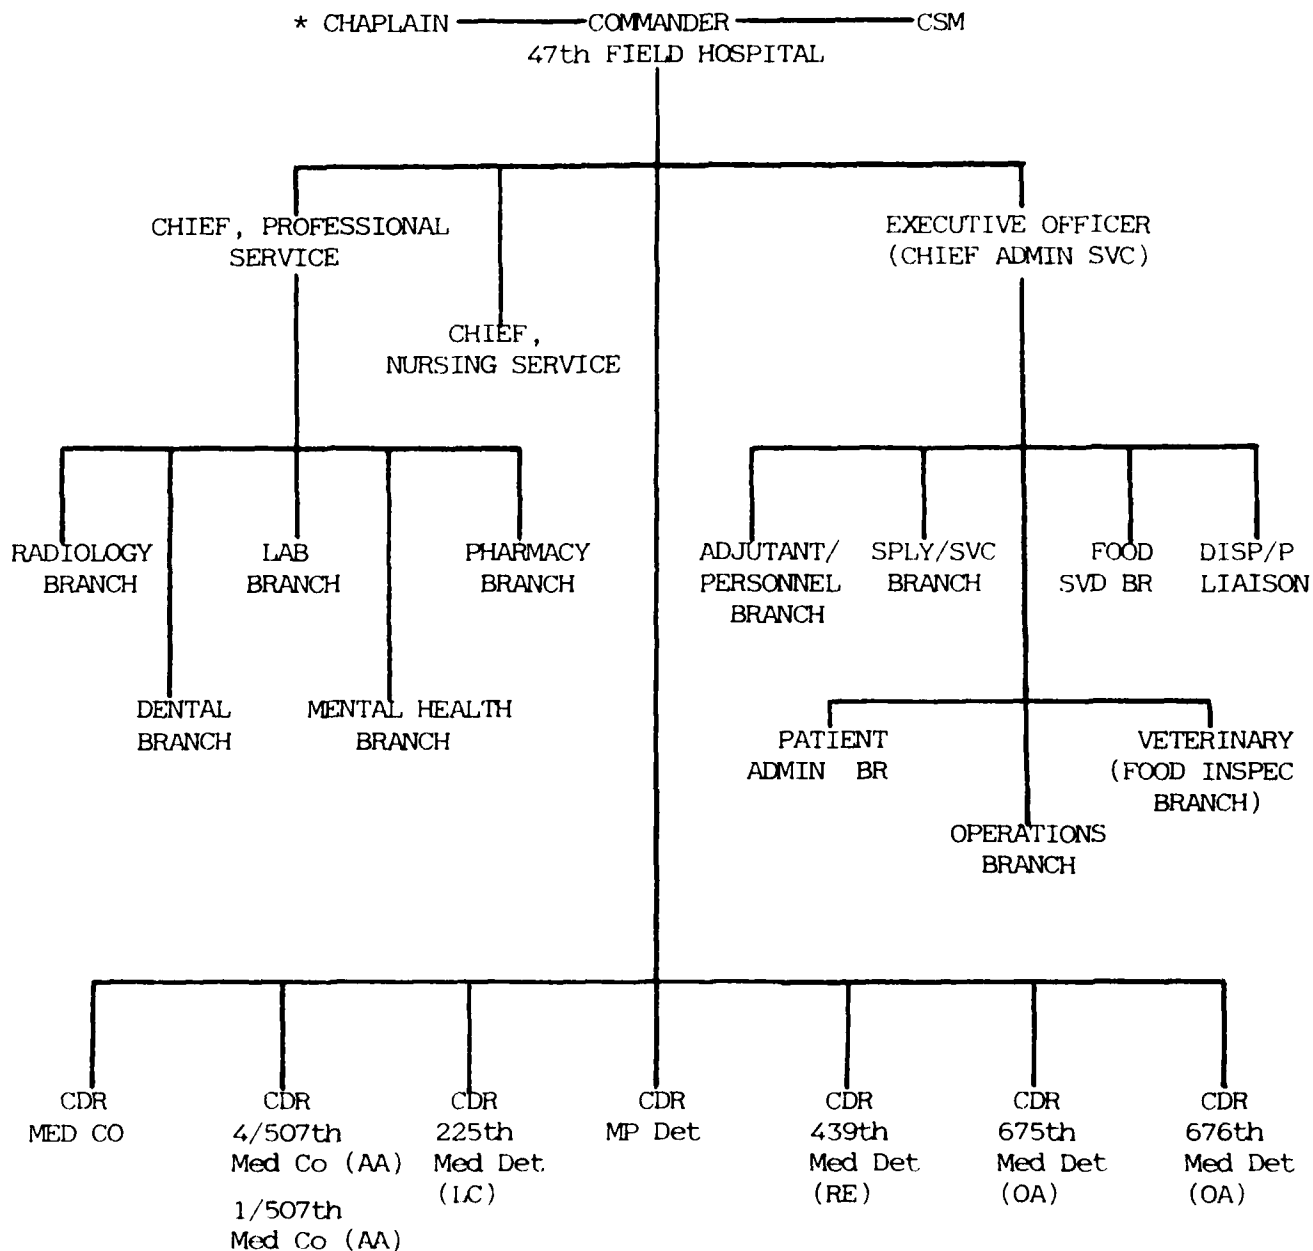 * CHAPLAIN COMMANDER CSM
47th FIELD HOSPITAL
CHIEF, PROFESSIONAL
SERVICE
EXECUTIVE OFFICER
(CHIEF ADMIN SVC)
CHIEF,
NURSING SERVICE
RADIOLOGY
BRANCH
LAB
BRANCH
PHARMACY
BRANCH
ADJUTANT/
PERSONNEL
BRANCH
SPLY/SVC
BRANCH
FOOD
SVD BR
DISP/P
LIAISON
DENTAL
BRANCH
MENTAL HEALTH
BRANCH
PATIENT
ADMIN BR
VETERINARY
(FOOD INSPEC
BRANCH)
OPERATIONS
BRANCH
CDR
MED CO
CDR
4/507th
Med Co (AA)
1/507th
Med Co (AA)
CDR
225th
Med Det
(LC)
CDR
MP Det
CDR
439th
Med Det
(RE)
CDR
675th
Med Det
(OA)
CDR
676th
Med Det
(OA)